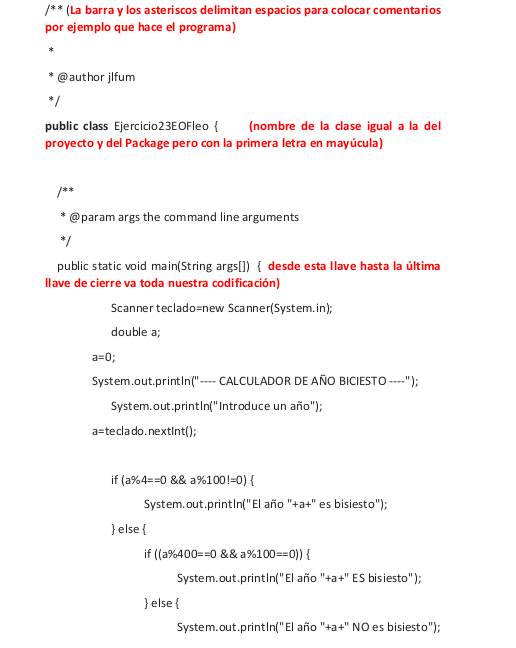 /** (La barra y los asteriscos delimitan espacios para colocar comentarios
por ejemplo que hace el programa)
*
* @author jlfum
*/
public class Ejercicio23EOFleo {     (nombre de la clase igual a la del
proyecto y del Package pero con la primera letra en mayúcula)
/**
* @param args the command line arguments
*/
public static void main(String args[]) { desde esta llave hasta la última
llave de cierre va toda nuestra codificación)
Scanner teclado=new Scanner(System.in);
double a;
a=0;
System.out.println("---- CALCULADOR DE AÑO BICIESTO ----");
System.out.println("Introduce un año");
a=teclado.nextInt();
if (a%4==0 && a%100!=0) {
System.out.println("El año "+a+" es bisiesto");
} else {
if ((a%400==0 && a%100==0)) {
System.out.println("El año "+a+" ES bisiesto");
} else {
System.out.println("El año "+a+" NO es bisiesto");